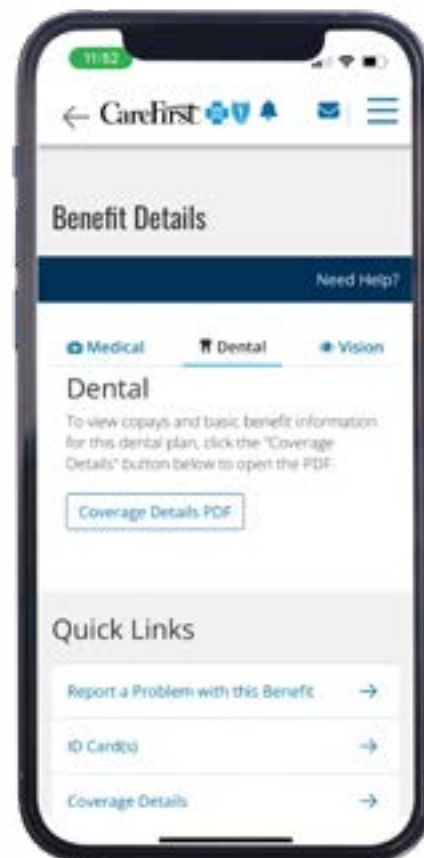 11:52
CareFirst
Benefit Details
Need Help?
Medical Dental Vision
Dental
To view copays and basic benefit information
for this dental plan, click the "Coverage
Details" button below to open the PDF.
Coverage Details PDF
Quick Links
Report a Problem with this Benefit
ID Card(s)
Coverage Details